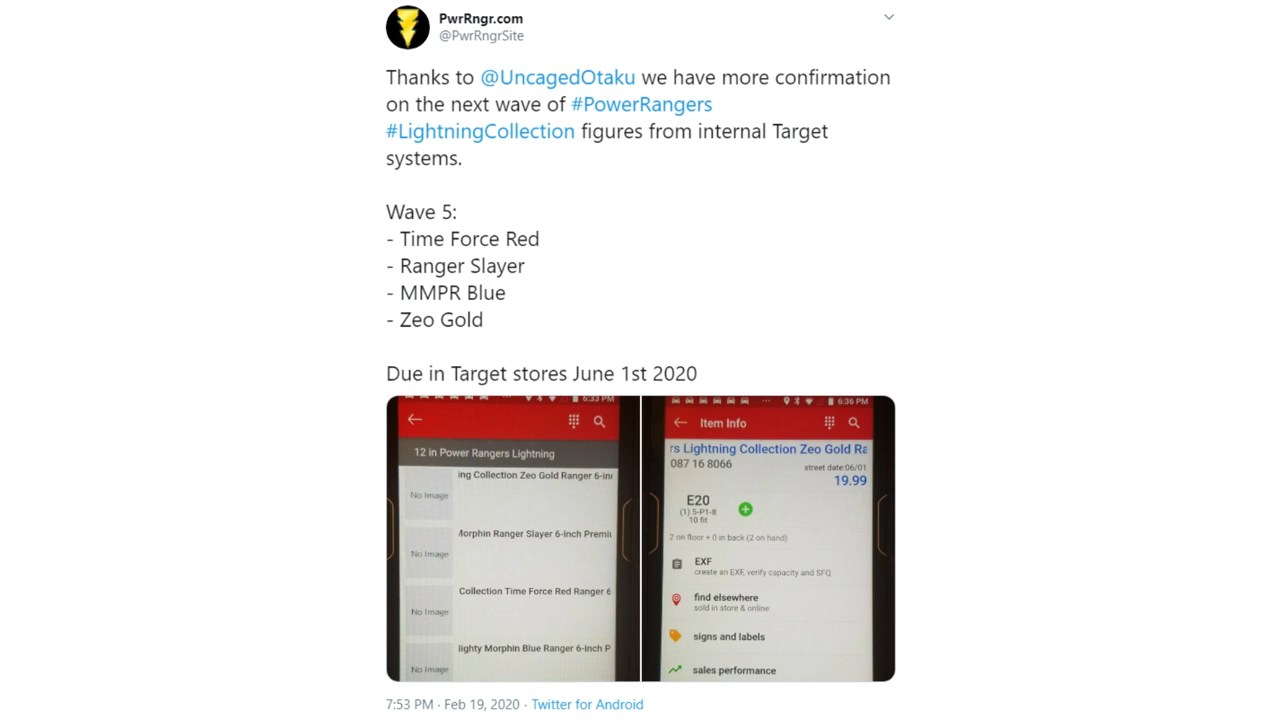 PwrRngr.com
@PwrRngrSite
Thanks to @UncagedOtaku we have more confirmation
on the next wave of #PowerRangers
#LightningCollection figures from internal Target
systems.
Wave 5:
- Time Force Red
- Ranger Slayer
- MMPR Blue
- Zeo Gold
Due in Target stores June 1st 2020
6:33 PM
12 in Power Rangers Lightning
No Image
ing Collection Zeo Gold Ranger 6-in
No Image
Morphin Ranger Slayer 6-inch Premi
No Image
Collection Time Force Red Ranger 6
No Image
lighty Morphin Blue Ranger 6-inch P
6:36 PM
Item Info
rs Lightning Collection Zeo Gold Ra
087 16 8066
street date:06/01
19.99
E20
(1) 5-P1-8
10 fit
2 on floor + 0 in back (2 on hand)
EXF
create an EXF, verify capacity and SFQ
find elsewhere
sold in store & online
signs and labels
sales performance
7:53 PM · Feb 19, 2020 · Twitter for Android